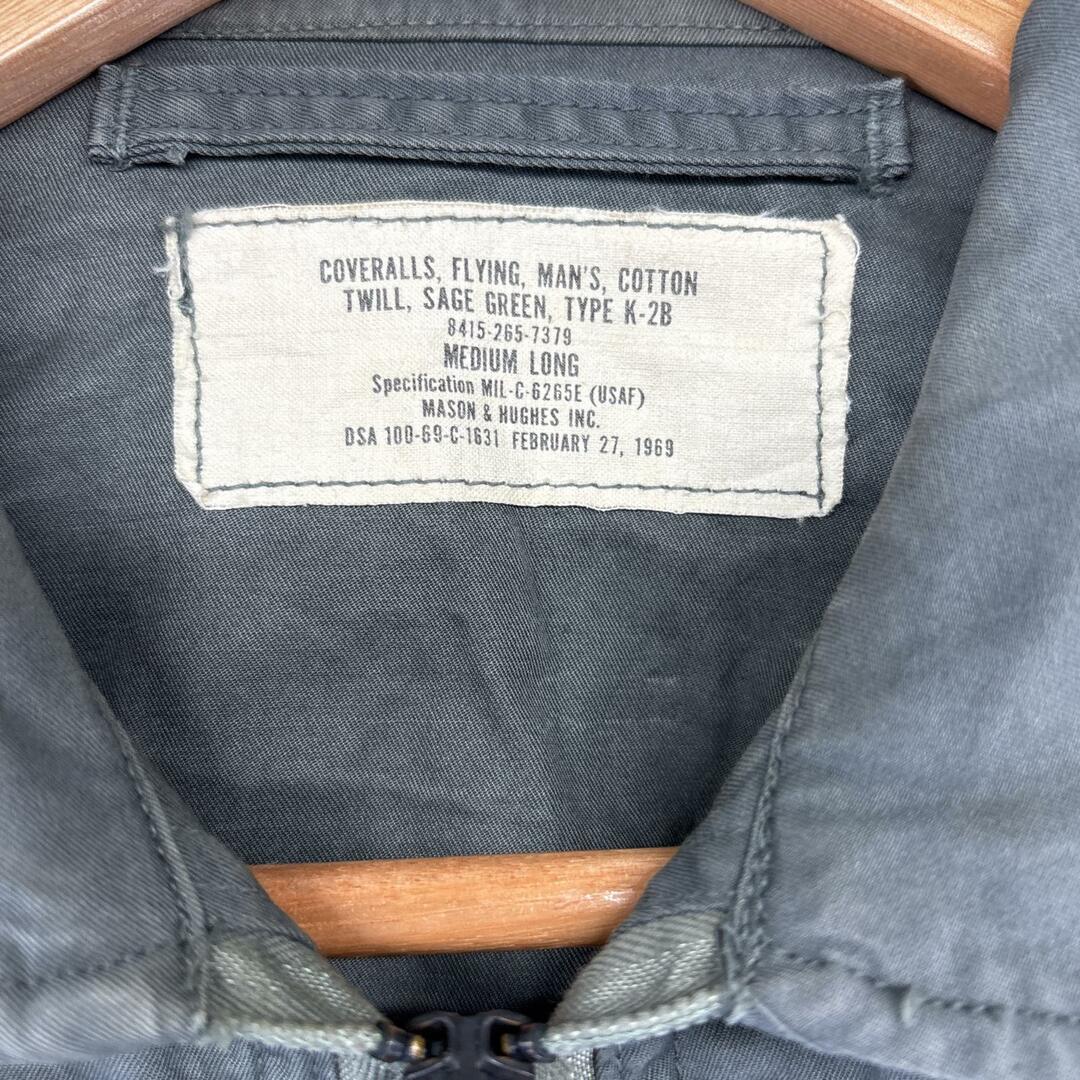 COVERALLS, FLYING, MAN'S, COTTON
TWILL, SAGE GREEN, TYPE K-2B
8415-265-7379
MEDIUM LONG
Specification MIL-C-6265E (USAF)
MASON & HUGHES INC.
DSA 100-69-C-1631 FEBRUARY 27, 1969